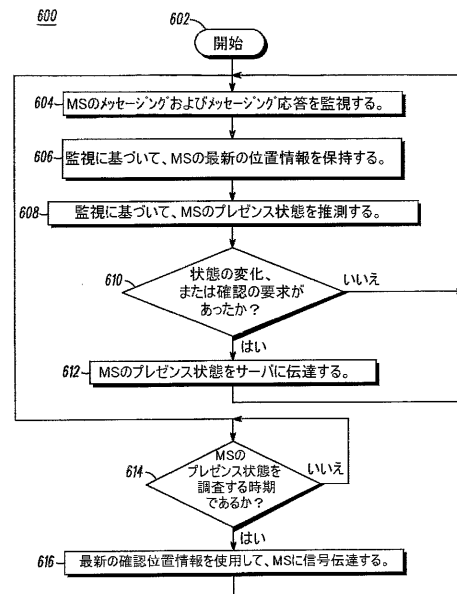 600
602
開始
604
MSのメッセージングおよびメッセージング応答を監視する。
606
監視に基づいて、MSの最新の位置情報を保持する。
608
監視に基づいて、MSのプレゼンス状態を推測する。
610
状態の変化、
または確認の要求が
あったか?
いいえ
はい
612
MSのプレゼンス状態をサーバに伝達する。
614
MSの
プレゼンス状態を
調査する時期
であるか?
いいえ
はい
616
最新の確認位置情報を使用して、MSに信号伝達する。